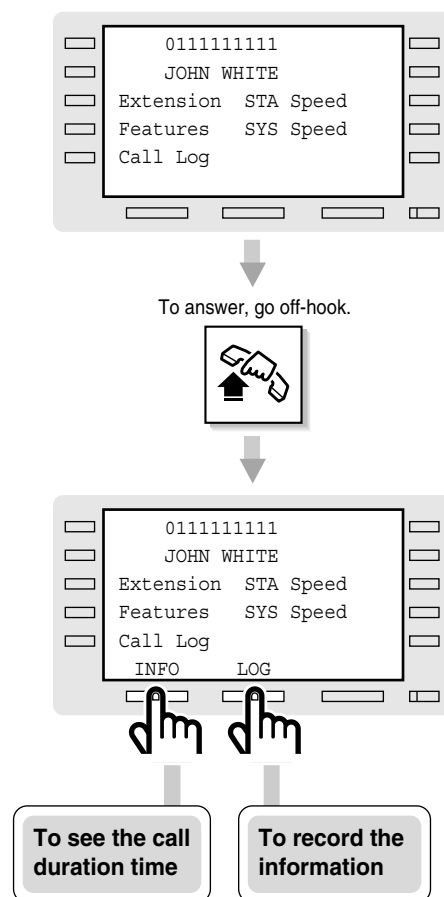 0111111111
JOHN WHITE
Extension STA Speed
Features SYS Speed
Call Log
To answer, go off-hook.
0111111111
JOHN WHITE
Extension STA Speed
Features SYS Speed
Call Log
INFO LOG
To see the call
duration time
To record the
information